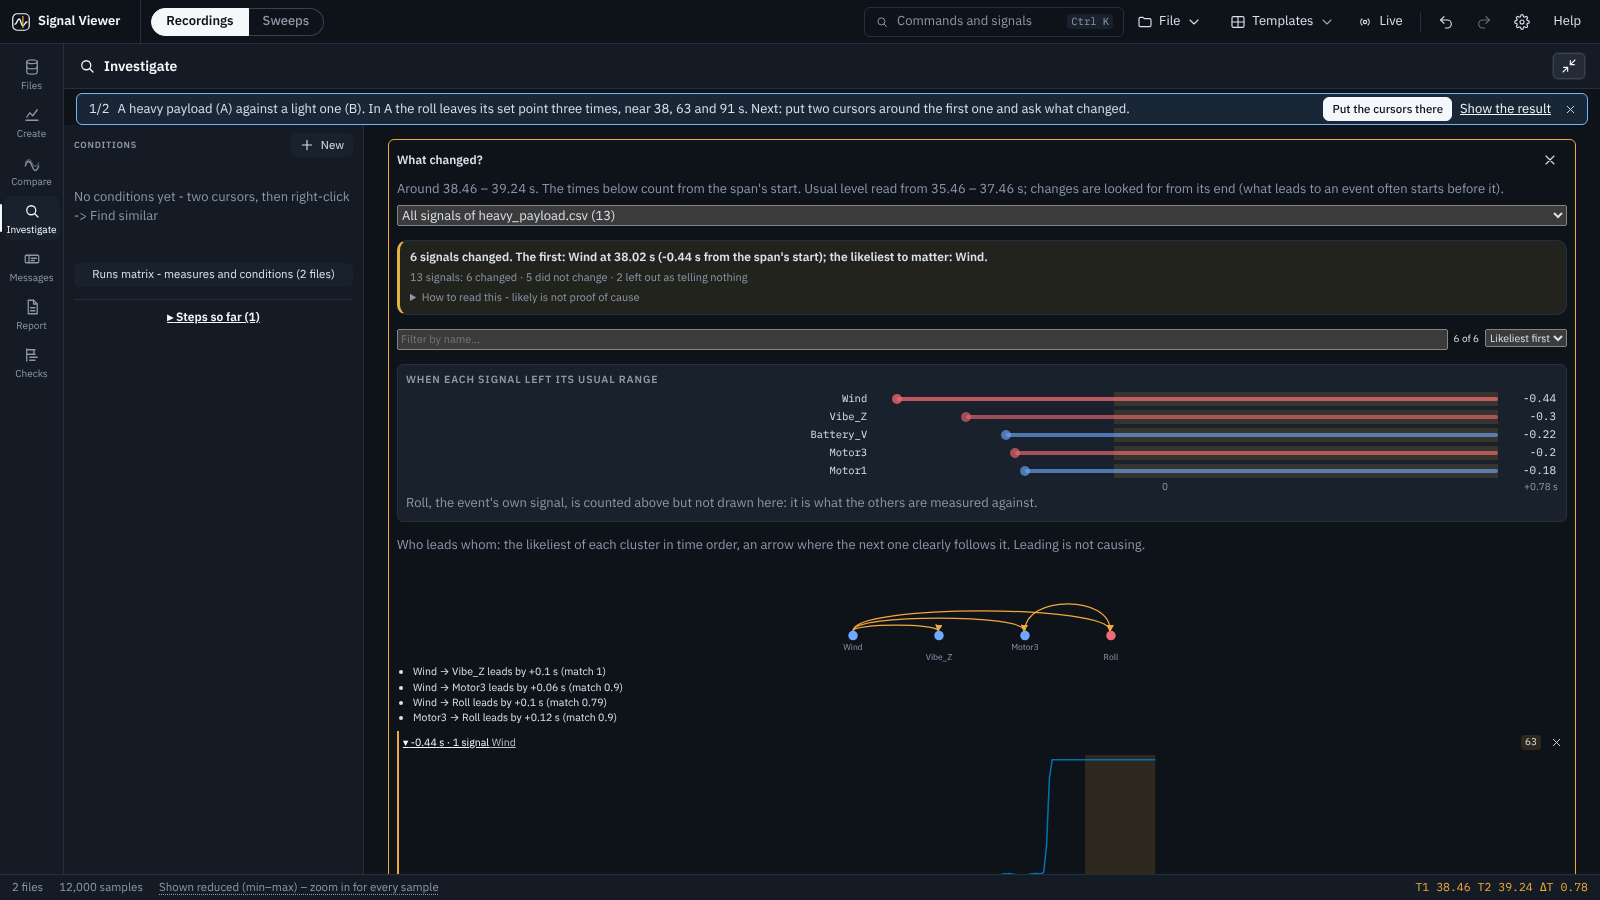 Signal Viewer
Recordings
Sweeps
Commands and signals
Ctrl K
File
Templates
Live
Help
Files
Create
Compare
Investigate
Messages
Report
Checks
Investigate
1/2 A heavy payload (A) against a light one (B). In A the roll leaves its set point three times, near 38, 63 and 91 s. Next: put two cursors around the first one and ask what changed.
Put the cursors there
Show the result
CONDITIONS
New
No conditions yet - two cursors, then right-click
-> Find similar
Runs matrix - measures and conditions (2 files)
▸ Steps so far (1)
What changed?
Around 38.46 – 39.24 s. The times below count from the span's start. Usual level read from 35.46 – 37.46 s; changes are looked for from its end (what leads to an event often starts before it).
All signals of heavy_payload.csv (13)
6 signals changed. The first: Wind at 38.02 s (-0.44 s from the span's start); the likeliest to matter: Wind.
13 signals: 6 changed · 5 did not change · 2 left out as telling nothing
▶ How to read this - likely is not proof of cause
Filter by name...
6 of 6
Likeliest first
WHEN EACH SIGNAL LEFT ITS USUAL RANGE
Wind -0.44
Vibe_Z -0.3
Battery_V -0.22
Motor3 -0.2
Motor1 -0.18
0 +0.78 s
Roll, the event's own signal, is counted above but not drawn here: it is what the others are measured against.
Who leads whom: the likeliest of each cluster in time order, an arrow where the next one clearly follows it. Leading is not causing.
Wind
Vibe_Z
Motor3
Roll
• Wind → Vibe_Z leads by +0.1 s (match 1)
• Wind → Motor3 leads by +0.06 s (match 0.9)
• Wind → Roll leads by +0.1 s (match 0.79)
• Motor3 → Roll leads by +0.12 s (match 0.9)
▾ -0.44 s · 1 signal Wind
63
2 files
12,000 samples
Shown reduced (min–max) – zoom in for every sample
T1 38.46 T2 39.24 ΔT 0.78